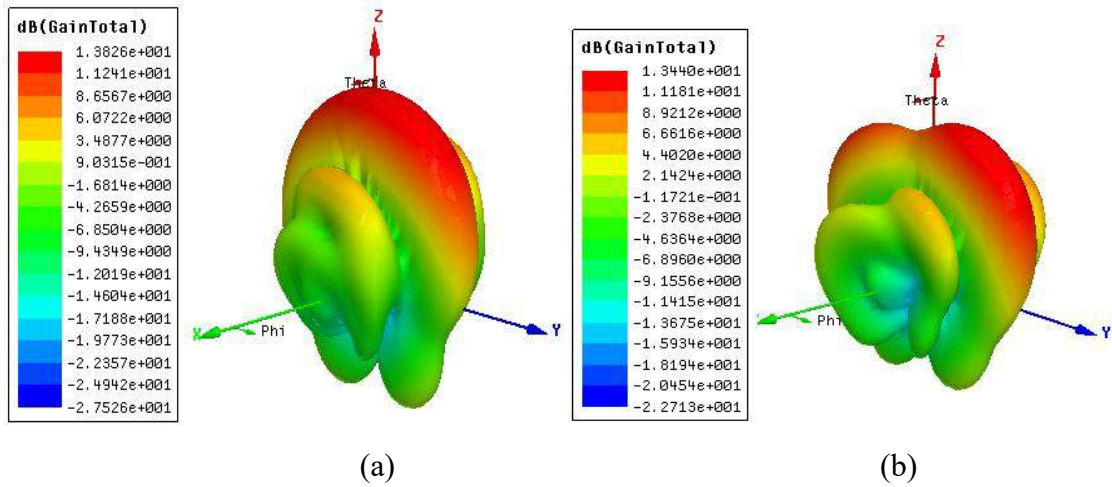 dB(GainTotal)
1.3826e+001
1.1241e+001
8.6567e+000
6.0722e+000
3.4877e+000
9.0315e-001
-1.6814e+000
-4.2659e+000
-6.8504e+000
-9.4349e+000
-1.2019e+001
-1.4604e+001
-1.7188e+001
-1.9773e+001
-2.2357e+001
-2.4942e+001
-2.7526e+001
Z
Theta
X
Phi
Y
(a)
dB(GainTotal)
1.3440e+001
1.1181e+001
8.9212e+000
6.6616e+000
4.4020e+000
2.1424e+000
-1.1721e-001
-2.3768e+000
-4.6364e+000
-6.8960e+000
-9.1556e+000
-1.1415e+001
-1.3675e+001
-1.5934e+001
-1.8194e+001
-2.0454e+001
-2.2713e+001
Z
Theta
Phi
Y
(b)